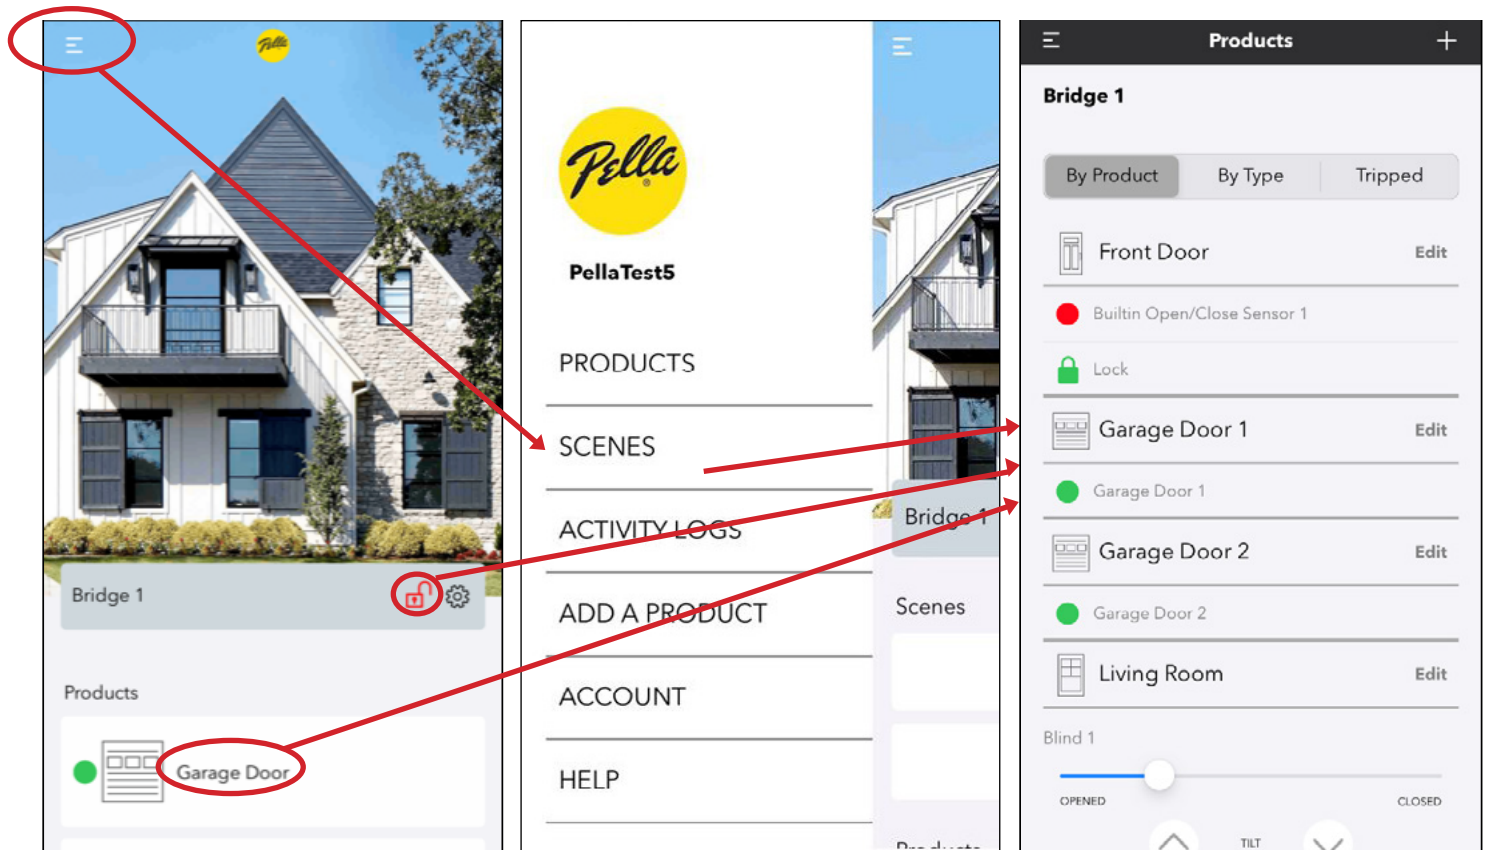 Pella
Bridge 1
Products
Garage Door
Pella
®
PellaTest5
PRODUCTS
SCENES
ACTIVITY LOGS
ADD A PRODUCT
ACCOUNT
HELP
Bridge 1
Scenes
Products
Products
Bridge 1
By Product By Type Tripped
Front Door Edit
Builtin Open/Close Sensor 1
Lock
Garage Door 1 Edit
Garage Door 1
Garage Door 2 Edit
Garage Door 2
Living Room Edit
Blind 1
OPENED CLOSED
TILT